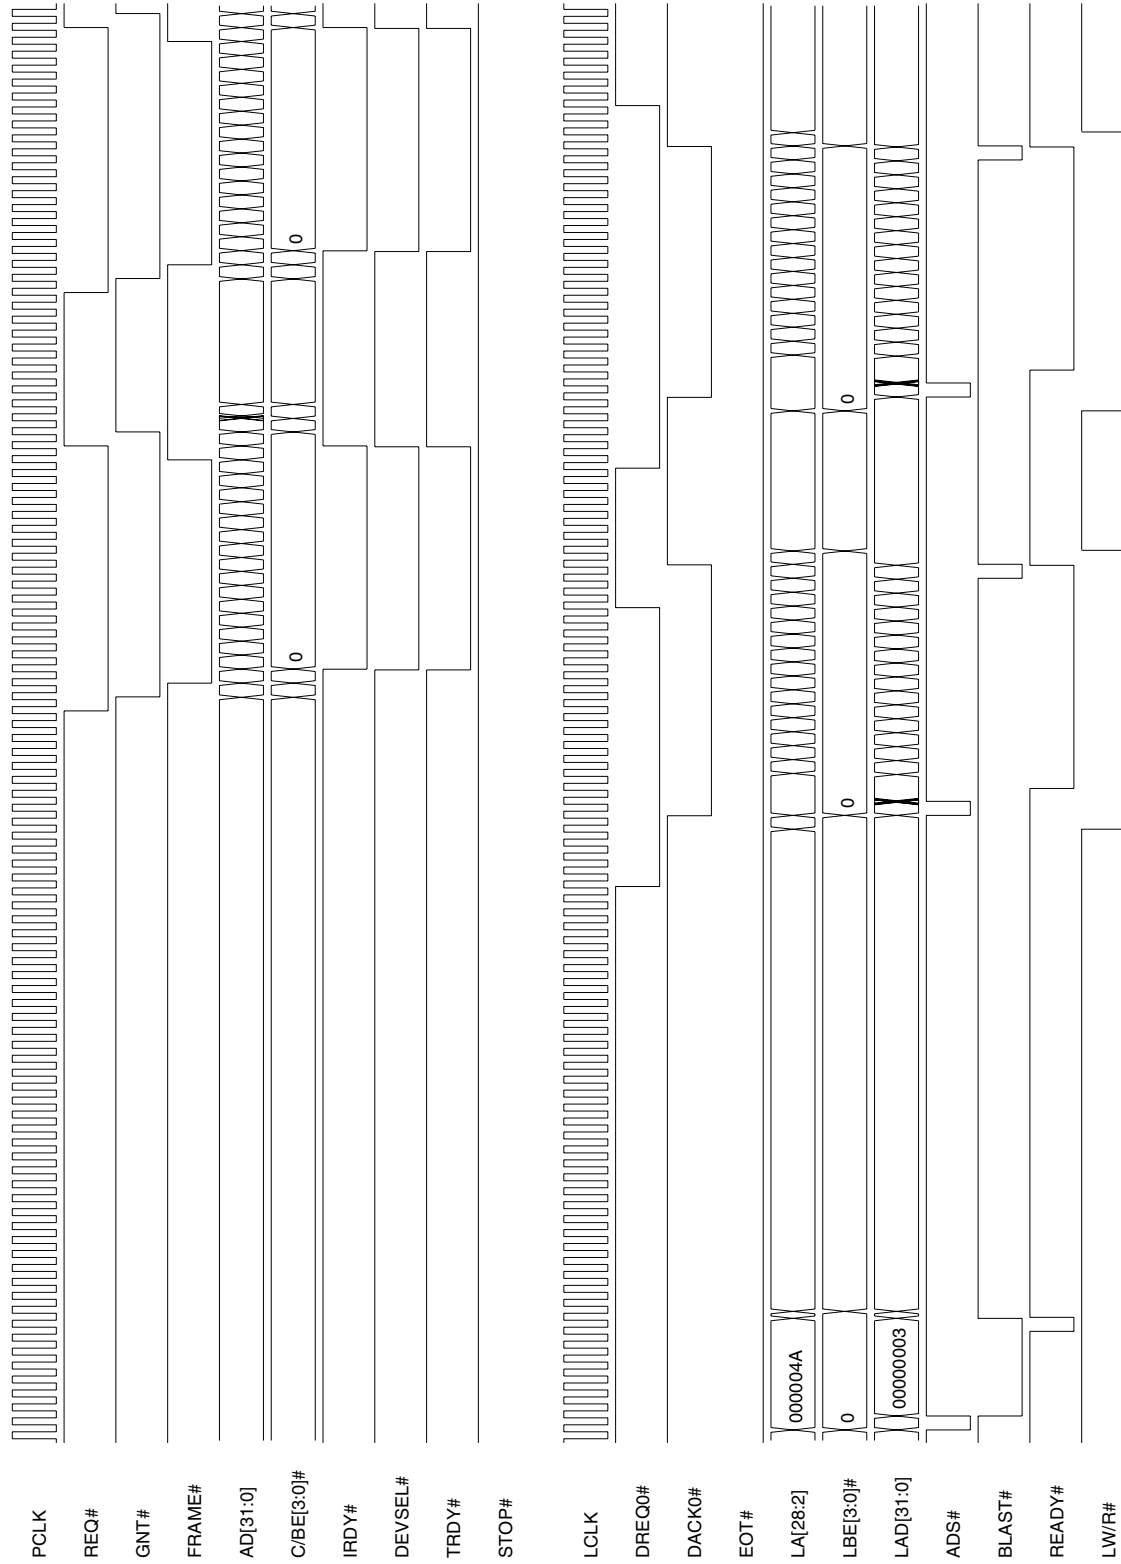 PCLK
REQ#
GNT#
FRAME#
AD[31:0]
C/BE[3:0]# 0 0
IRDY#
DEVSEL#
TRDY#
STOP#
LCLK
DREQ0#
DACK0#
EOT#
LA[28:2] 000004A
LBE[3:0]# 0 0 0
LAD[31:0] 00000003
ADS#
BLAST#
READY#
LW/R#